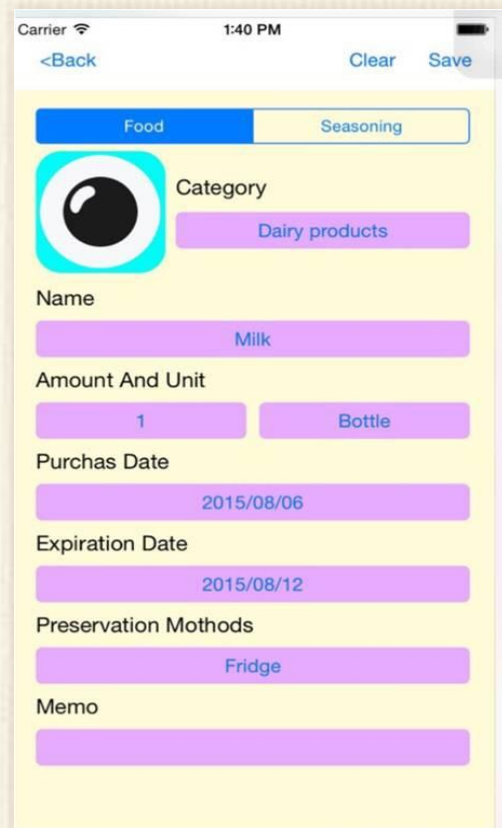 Carrier 1:40 PM
<Back Clear Save
Food Seasoning
Category
Dairy products
Name
Milk
Amount And Unit
1 Bottle
Purchas Date
2015/08/06
Expiration Date
2015/08/12
Preservation Mothods
Fridge
Memo